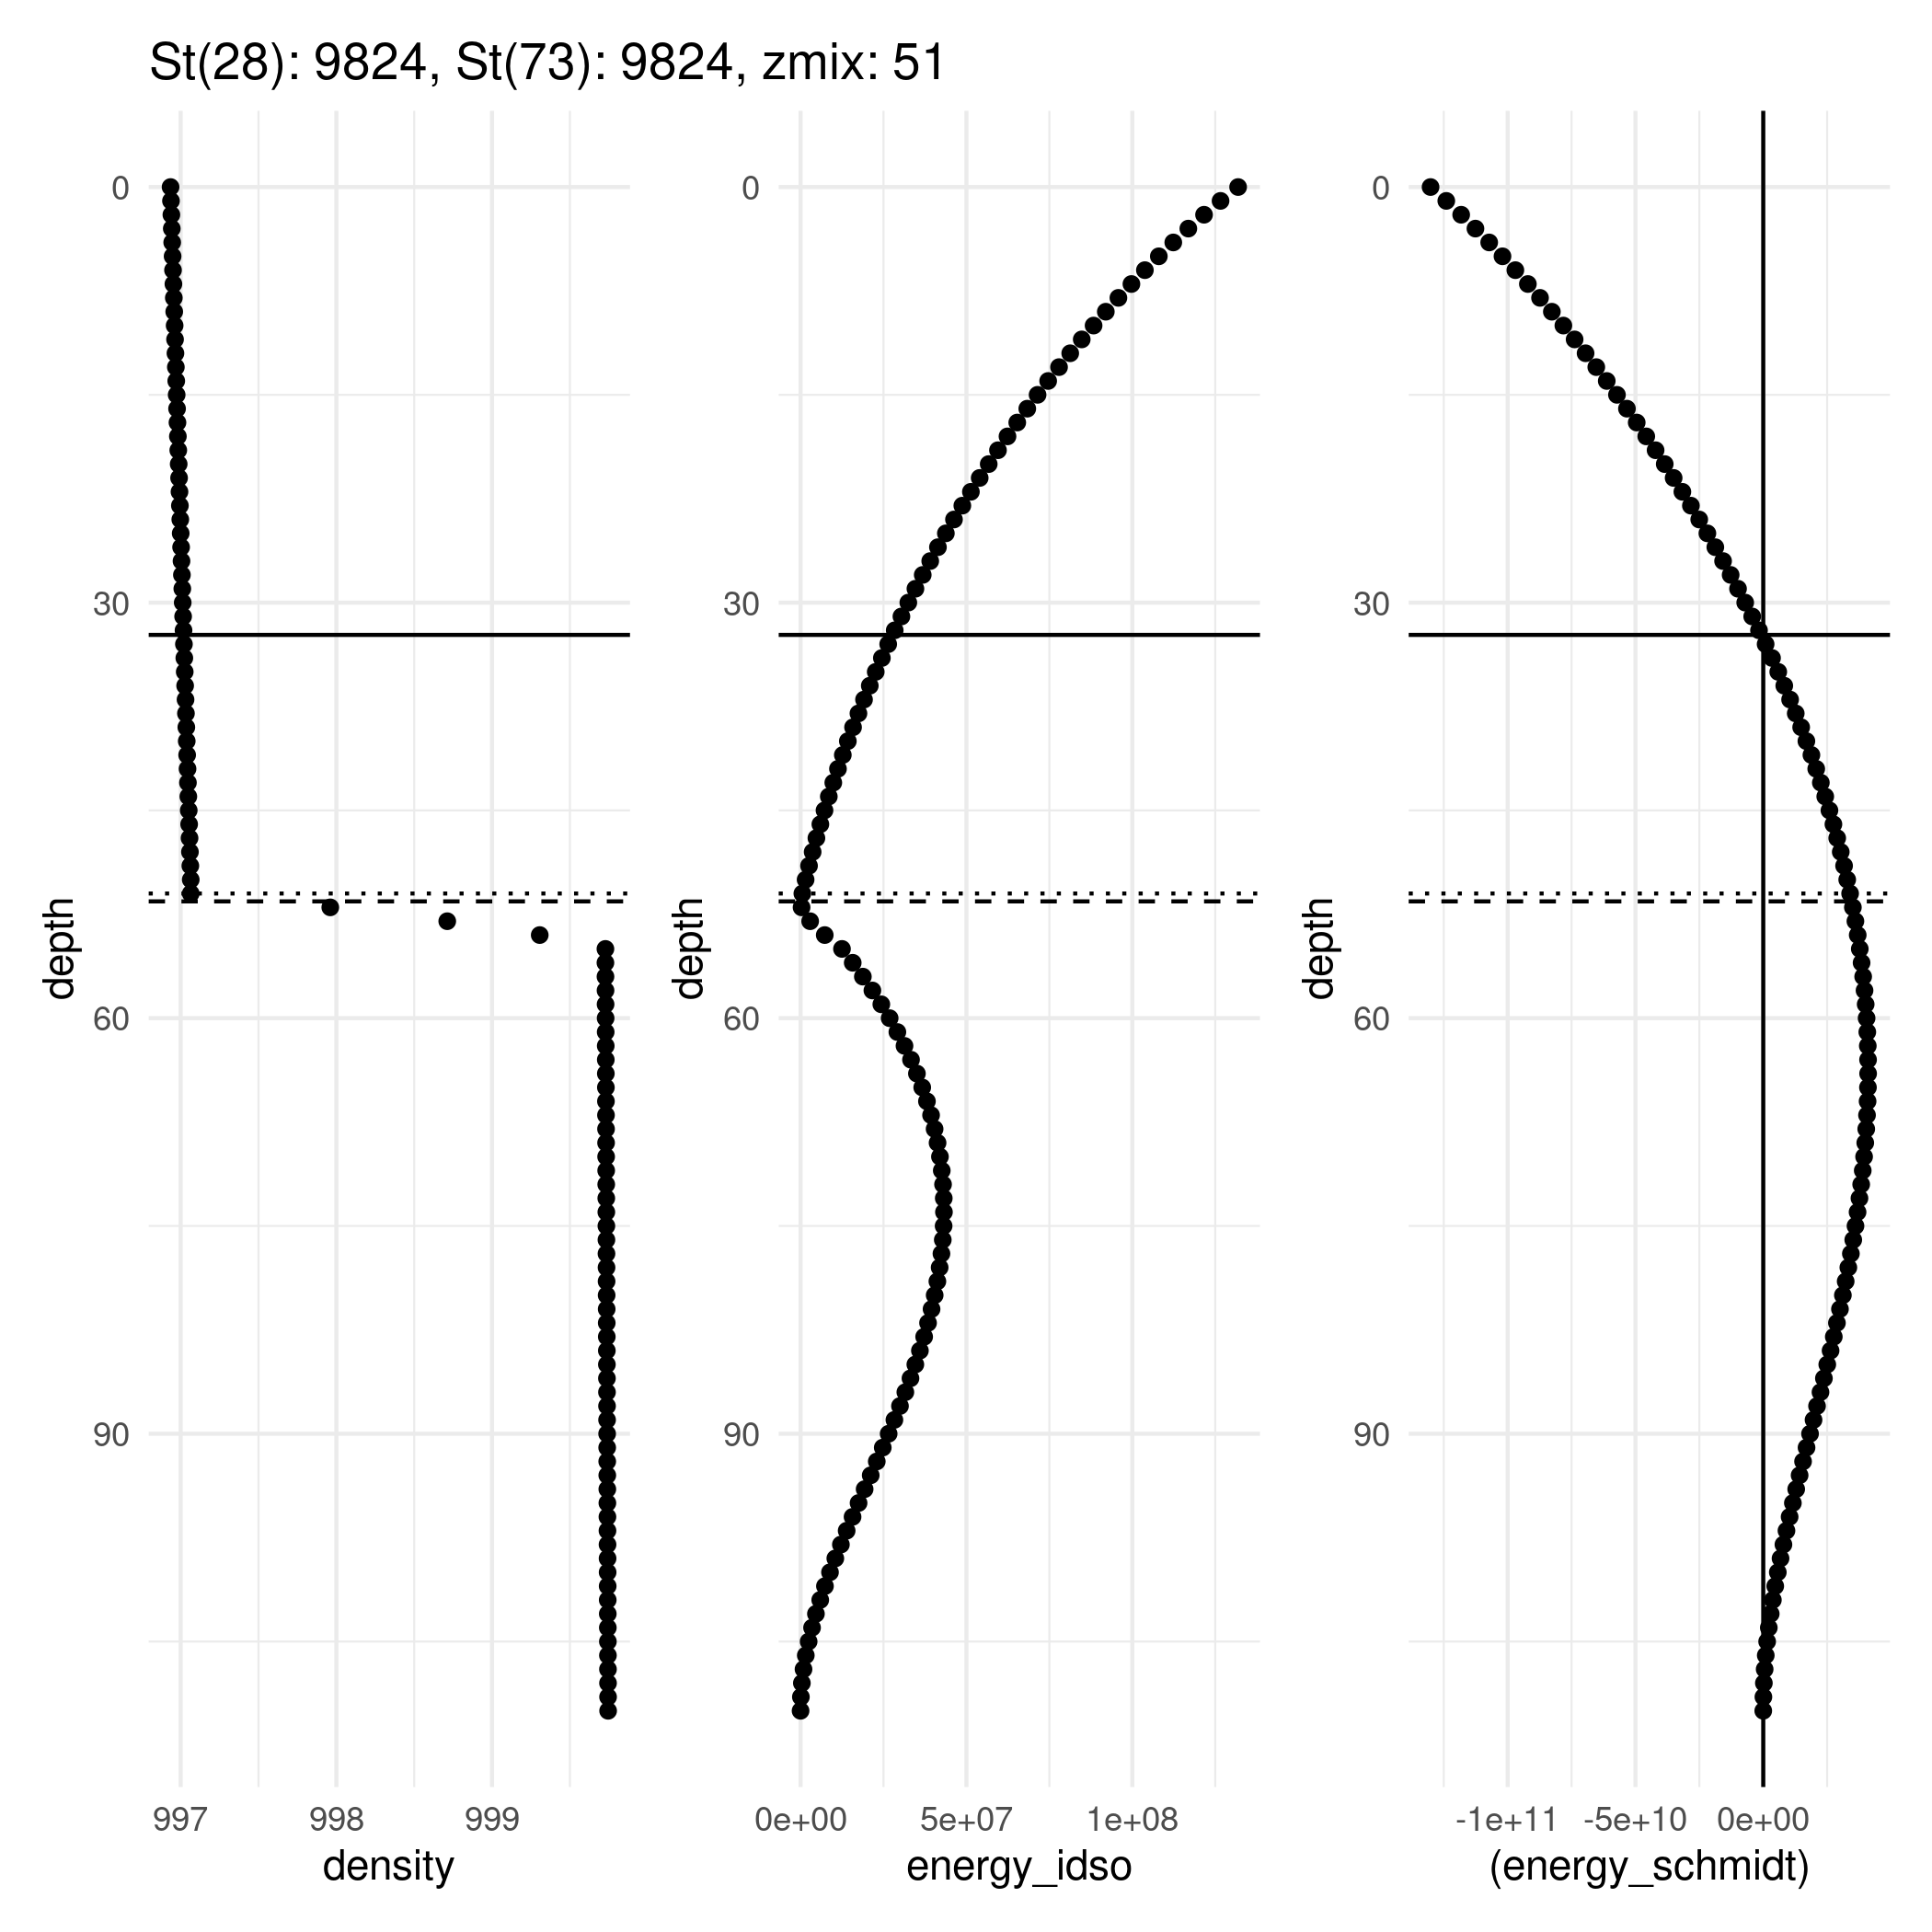 St(28): 9824, St(73): 9824, zmix: 51
0
30
60
90
depth
997 998 999
density
0
30
60
90
depth
0e+00 5e+07 1e+08
energy_idso
0
30
60
90
depth
-1e+11 -5e+10 0e+00
(energy_schmidt)